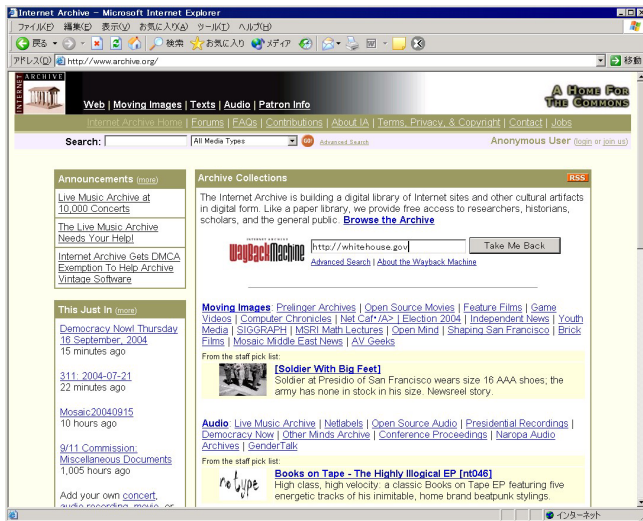 Internet Archive - Microsoft Internet Explorer
ファイル(F) 編集(E) 表示(V) お気に入り(A) ツール(T) ヘルプ(H)
戻る 検索 お気に入り メディア
アドレス(D) http://www.archive.org/ 移動
INTERNET ARCHIVE
A Home For
The Commons
Web | Moving Images | Texts | Audio | Patron Info
Internet Archive Home | Forums | FAQs | Contributions | About IA | Terms, Privacy, & Copyright | Contact | Jobs
Search: All Media Types GO! Advanced Search Anonymous User (login or join us)
Announcements (more)
Live Music Archive at
10,000 Concerts
The Live Music Archive
Needs Your Help!
Internet Archive Gets DMCA
Exemption To Help Archive
Vintage Software
This Just In (more)
Democracy Now! Thursday
16 September, 2004
15 minutes ago
311: 2004-07-21
22 minutes ago
Mosaic20040915
10 hours ago
9/11 Commission:
Miscellaneous Documents
1,005 hours ago
Add your own concert,
audio recording, movie, or
Archive Collections RSS
The Internet Archive is building a digital library of Internet sites and other cultural artifacts
in digital form. Like a paper library, we provide free access to researchers, historians,
scholars, and the general public. Browse the Archive
INTERNET ARCHIVE
WayBackMachine http://whitehouse.gov Take Me Back
Advanced Search | About the Wayback Machine
Moving Images: Prelinger Archives | Open Source Movies | Feature Films | Game
Videos | Computer Chronicles | Net Caf･/A> | Election 2004 | Independent News | Youth
Media | SIGGRAPH | MSRI Math Lectures | Open Mind | Shaping San Francisco | Brick
Films | Mosaic Middle East News | AV Geeks
From the staff pick list:
[Soldier With Big Feet]
Soldier at Presidio of San Francisco wears size 16 AAA shoes; the
army has none in stock in his size. Newsreel story.
Audio: Live Music Archive | Netlabels | Open Source Audio | Presidential Recordings |
Democracy Now | Other Minds Archive | Conference Proceedings | Naropa Audio
Archives | GenderTalk
From the staff pick list:
no type
Books on Tape - The Highly Illogical EP [nt046]
High class, high velocity: a classic Books on Tape EP featuring five
energetic tracks of his inimitable, home brand beatpunk stylings.
インターネット